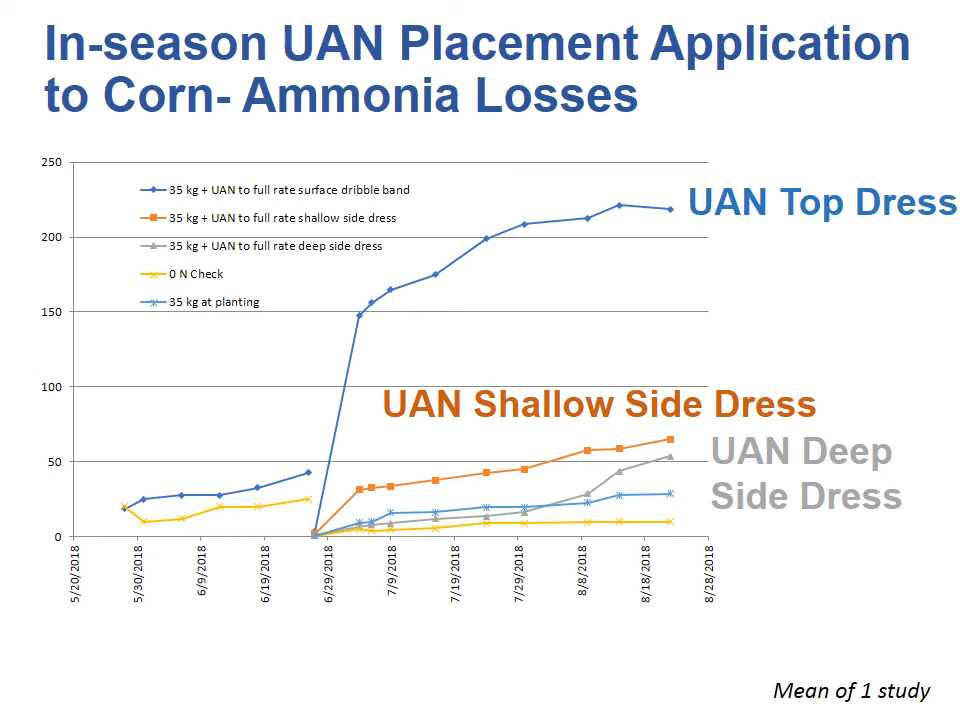 In-season UAN Placement Application
to Corn- Ammonia Losses
250
200
150
100
50
0
35 kg + UAN to full rate surface dribble band
35 kg + UAN to full rate shallow side dress
35 kg + UAN to full rate deep side dress
0 N Check
35 kg at planting
UAN Top Dress
UAN Shallow Side Dress
UAN Deep
Side Dress
5/20/2018
5/30/2018
6/9/2018
6/19/2018
6/29/2018
7/9/2018
7/19/2018
7/29/2018
8/8/2018
8/18/2018
8/28/2018
Mean of 1 study